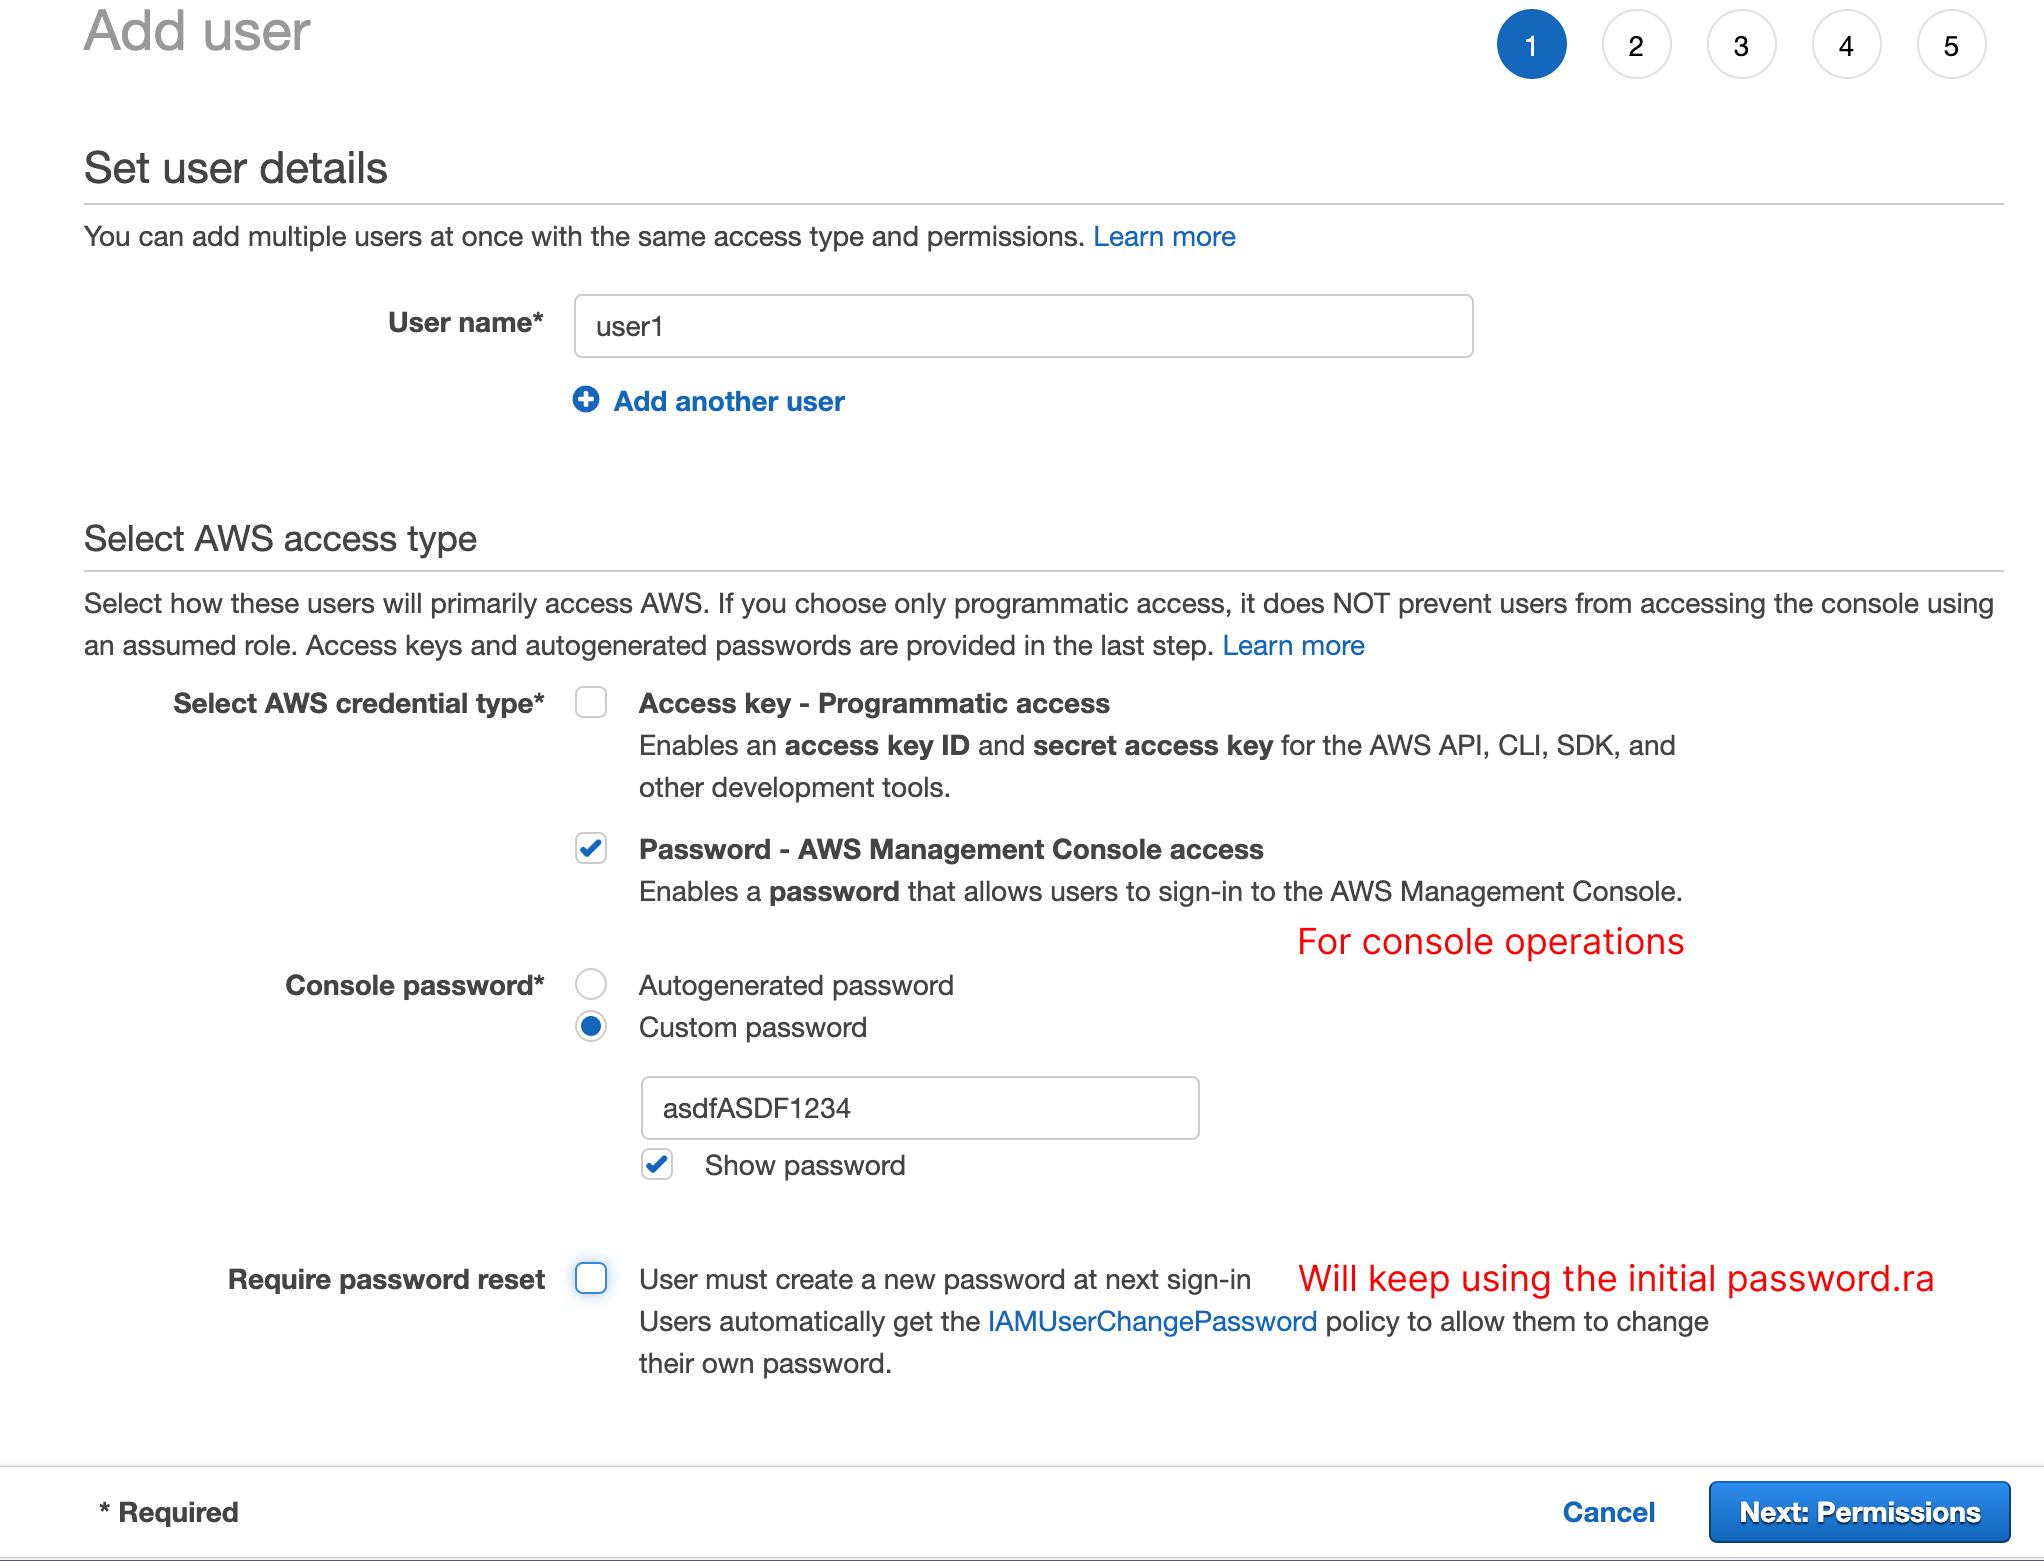 Add user
1 2 3 4 5
Set user details
You can add multiple users at once with the same access type and permissions. Learn more
User name* user1
Add another user
Select AWS access type
Select how these users will primarily access AWS. If you choose only programmatic access, it does NOT prevent users from accessing the console using
an assumed role. Access keys and autogenerated passwords are provided in the last step. Learn more
Select AWS credential type* Access key - Programmatic access
Enables an access key ID and secret access key for the AWS API, CLI, SDK, and
other development tools.
Password - AWS Management Console access
Enables a password that allows users to sign-in to the AWS Management Console.
For console operations
Console password* Autogenerated password
Custom password
asdfASDF1234
Show password
Require password reset User must create a new password at next sign-in Will keep using the initial password.ra
Users automatically get the IAMUserChangePassword policy to allow them to change
their own password.
* Required Cancel Next: Permissions